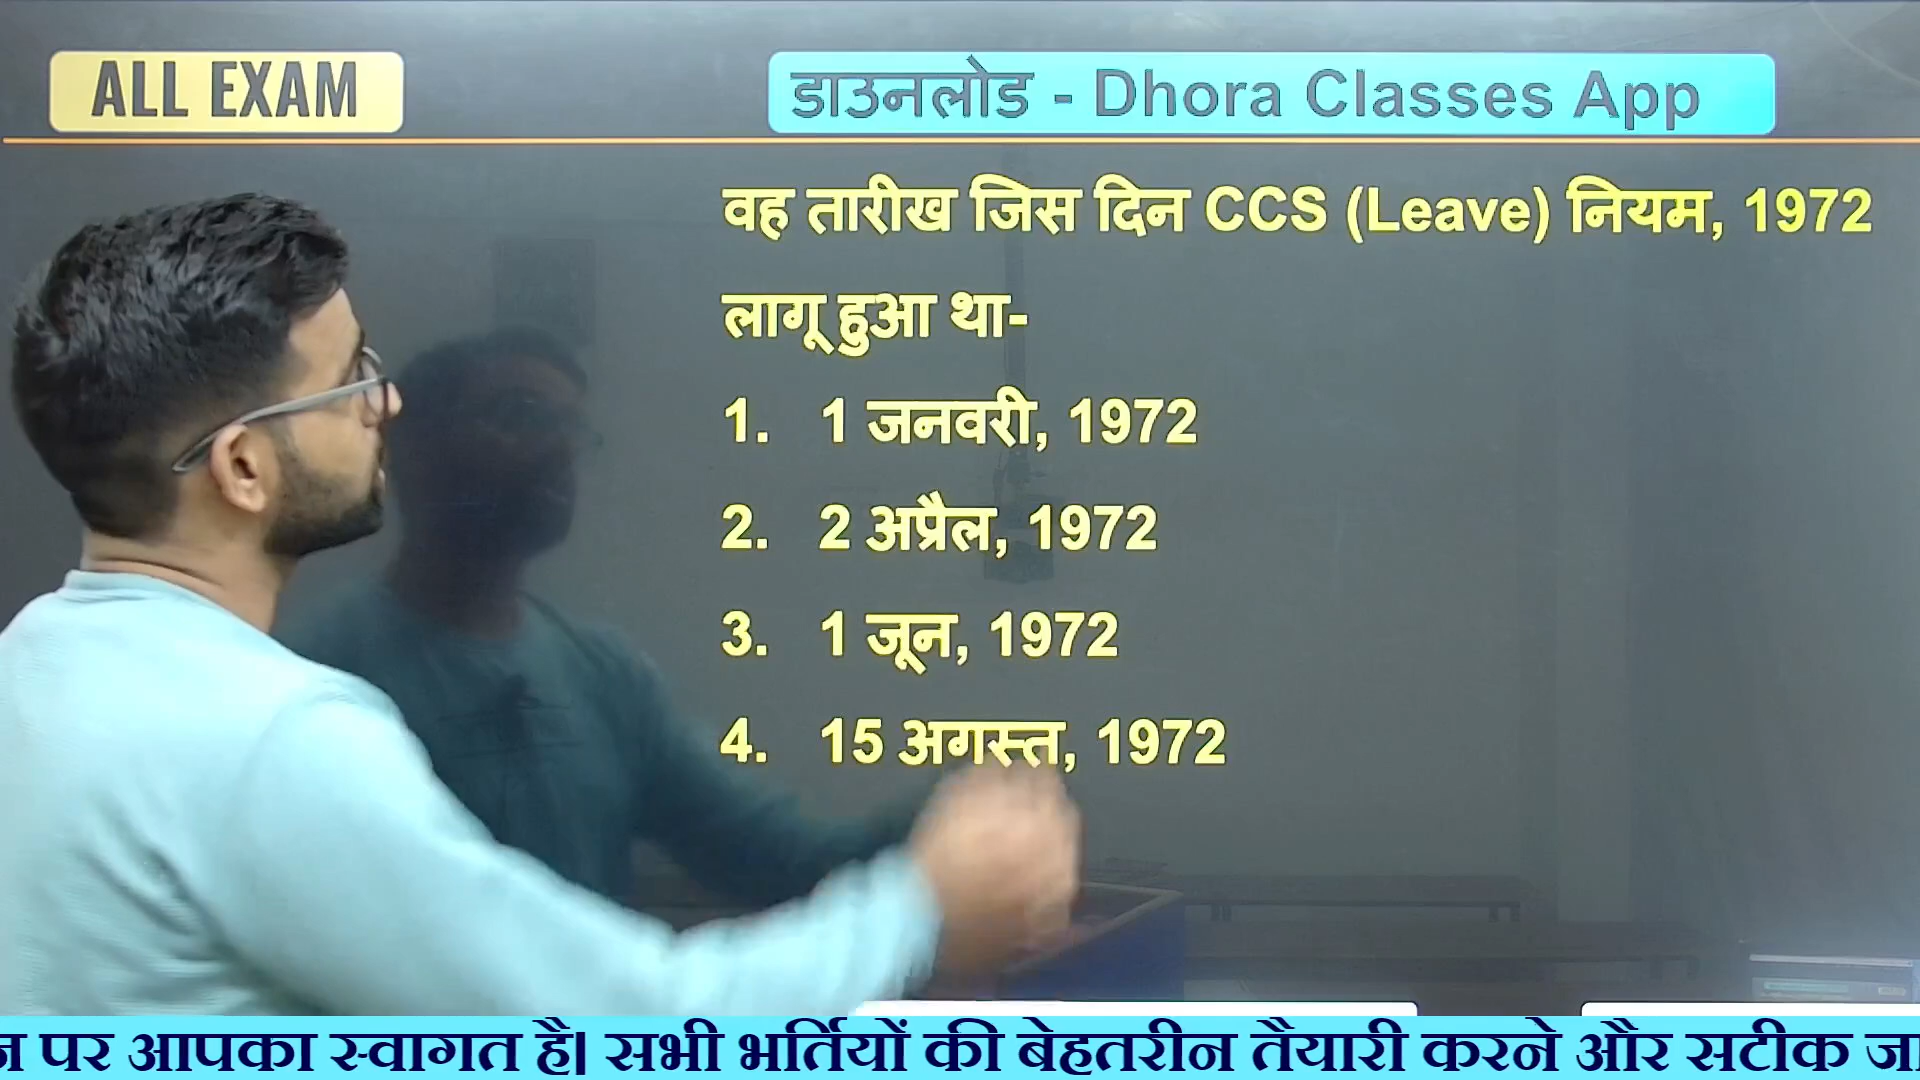 ALL EXAM
डाउनलोड - Dhora Classes App
वह तारीख जिस दिन CCS (Leave) नियम, 1972
लागू हुआ था-
1. 1 जनवरी, 1972
2. 2 अप्रैल, 1972
3. 1 जून, 1972
4. 15 अगस्त, 1972
पर आपका स्वागत है। सभी भर्तियों की बेहतरीन तैयारी करने और सटीक